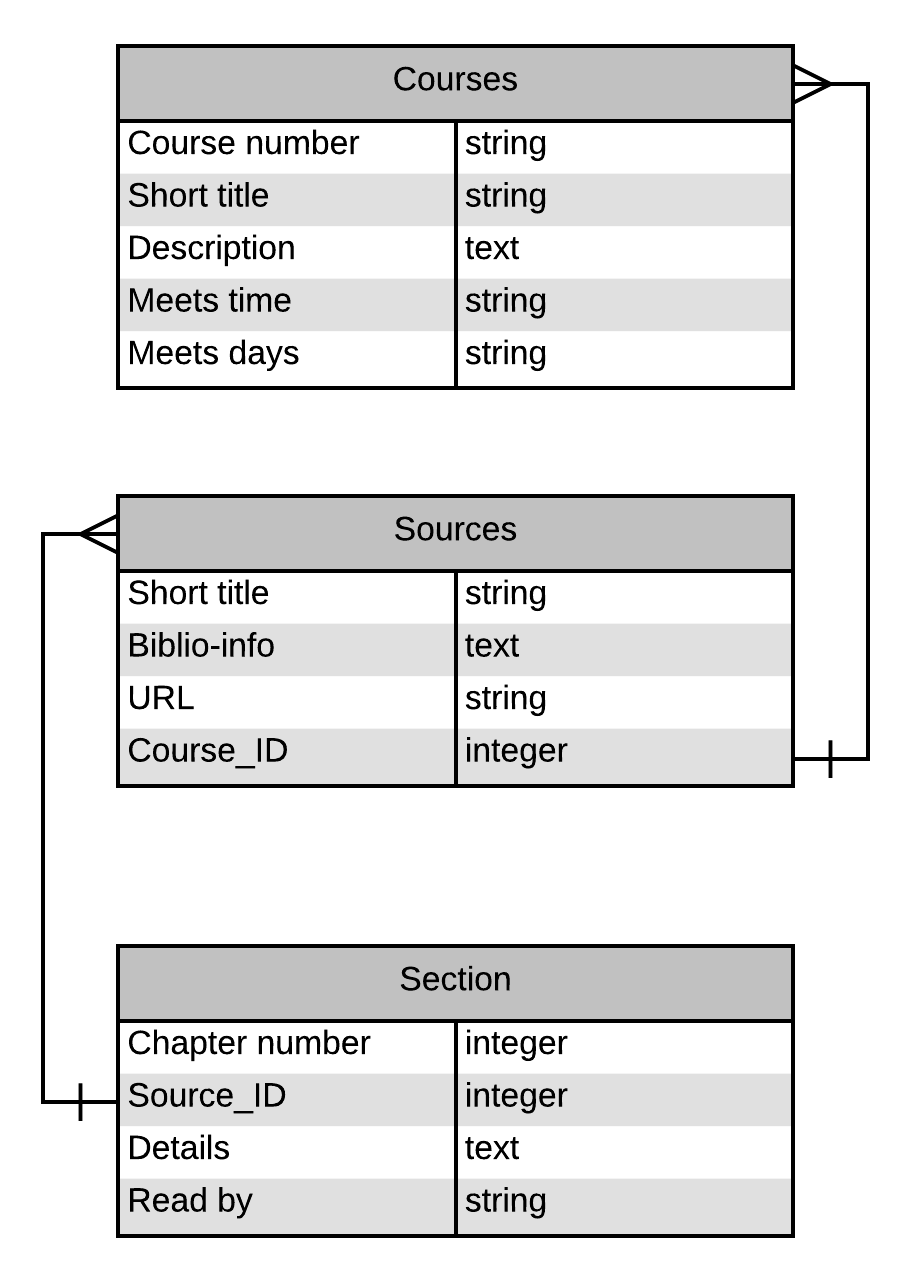 Courses
Course number string
Short title string
Description text
Meets time string
Meets days string
Sources
Short title string
Biblio-info text
URL string
Course_ID integer
Section
Chapter number integer
Source_ID integer
Details text
Read by string